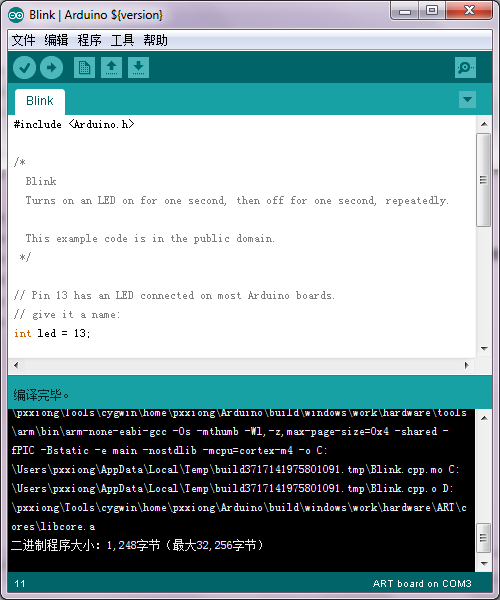 Blink | Arduino ${version}
文件 编辑 程序 工具 帮助
Blink
#include <Arduino.h>
/*
Blink
Turns on an LED on for one second, then off for one second, repeatedly.
This example code is in the public domain.
*/
// Pin 13 has an LED connected on most Arduino boards.
// give it a name:
int led = 13;
编译完毕。
\pxxiong\Tools\cygwin\home\pxxiong\Arduino\build\windows\work\hardware\tools
\arm\bin\arm-none-eabi-gcc -Os -mthumb -Wl,-z,max-page-size=0x4 -shared -
fPIC -Bstatic -e main -nostdlib -mcpu=cortex-m4 -o C:
\Users\pxxiong\AppData\Local\Temp\build3717141975801091.tmp\Blink.cpp.mo C:
\Users\pxxiong\AppData\Local\Temp\build3717141975801091.tmp\Blink.cpp.o D:
\pxxiong\Tools\cygwin\home\pxxiong\Arduino\build\windows\work\hardware\ART\c
ores\libcore.a
二进制程序大小: 1,248字节（最大32,256字节）
11
ART board on COM3